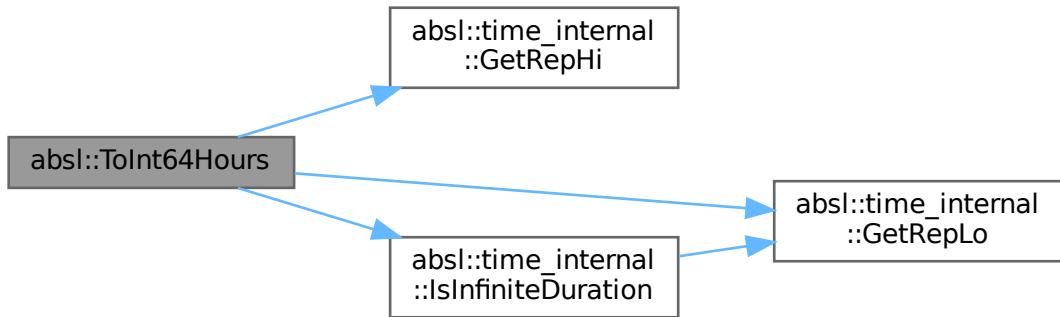 absl::time_internal
::GetRepHi
absl::ToInt64Hours
absl::time_internal
::GetRepLo
absl::time_internal
::IsInfiniteDuration